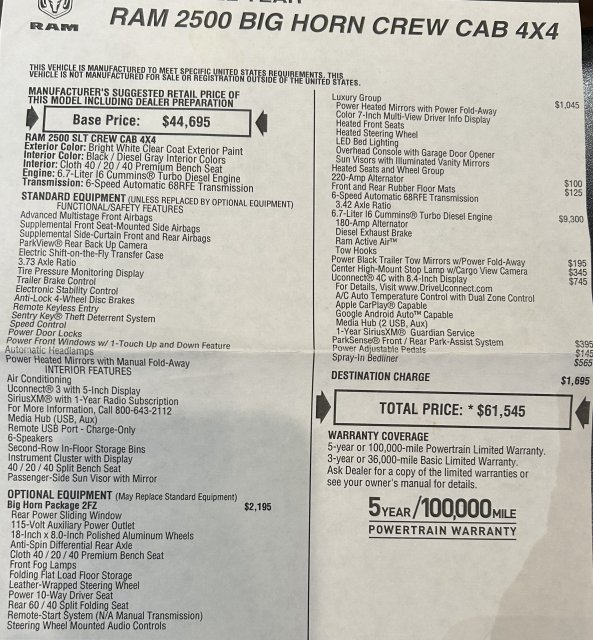 RAM
RAM 2500 BIG HORN CREW CAB 4X4
THIS VEHICLE IS MANUFACTURED TO MEET SPECIFIC UNITED STATES REQUIREMENTS. THIS
VEHICLE IS NOT MANUFACTURED FOR SALE OR REGISTRATION OUTSIDE OF THE UNITED STATES.
MANUFACTURER'S SUGGESTED RETAIL PRICE OF
THIS MODEL INCLUDING DEALER PREPARATION
Base Price: $44,695
RAM 2500 SLT CREW CAB 4X4
Exterior Color: Bright White Clear Coat Exterior Paint
Interior Color: Black / Diesel Gray Interior Colors
Interior: Cloth 40 / 20 / 40 Premium Bench Seat
Engine: 6.7-Liter I6 Cummins® Turbo Diesel Engine
Transmission: 6-Speed Automatic 68RFE Transmission
STANDARD EQUIPMENT (UNLESS REPLACED BY OPTIONAL EQUIPMENT)
FUNCTIONAL/SAFETY FEATURES
Advanced Multistage Front Airbags
Supplemental Front Seat-Mounted Side Airbags
Supplemental Side-Curtain Front and Rear Airbags
ParkView® Rear Back Up Camera
Electric Shift-on-the-Fly Transfer Case
3.73 Axle Ratio
Tire Pressure Monitoring Display
Trailer Brake Control
Electronic Stability Control
Anti-Lock 4-Wheel Disc Brakes
Remote Keyless Entry
Sentry Key® Theft Deterrent System
Speed Control
Power Door Locks
Power Front Windows w/ 1-Touch Up and Down Feature
Automatic Headlamps
Power Heated Mirrors with Manual Fold-Away
INTERIOR FEATURES
Air Conditioning
Uconnect® 3 with 5-Inch Display
SiriusXM® with 1-Year Radio Subscription
For More Information, Call 800-643-2112
Media Hub (USB, Aux)
Remote USB Port - Charge-Only
6-Speakers
Second-Row In-Floor Storage Bins
Instrument Cluster with Display
40 / 20 / 40 Split Bench Seat
Passenger-Side Sun Visor with Mirror
OPTIONAL EQUIPMENT (May Replace Standard Equipment)
Big Horn Package 2FZ $2,195
Rear Power Sliding Window
115-Volt Auxiliary Power Outlet
18-Inch x 8.0-Inch Polished Aluminum Wheels
Anti-Spin Differential Rear Axle
Cloth 40 / 20 / 40 Premium Bench Seat
Front Fog Lamps
Folding Flat Load Floor Storage
Leather-Wrapped Steering Wheel
Power 10-Way Driver Seat
Rear 60 / 40 Split Folding Seat
Remote-Start System (N/A Manual Transmission)
Steering Wheel Mounted Audio Controls
Luxury Group $1,045
Power Heated Mirrors with Power Fold-Away
Color 7-Inch Multi-View Driver Info Display
Heated Front Seats
Heated Steering Wheel
LED Bed Lighting
Overhead Console with Garage Door Opener
Sun Visors with Illuminated Vanity Mirrors
Heated Seats and Wheel Group
220-Amp Alternator $100
Front and Rear Rubber Floor Mats $125
6-Speed Automatic 68RFE Transmission
3.42 Axle Ratio
6.7-Liter I6 Cummins® Turbo Diesel Engine $9,300
180-Amp Alternator
Diesel Exhaust Brake
Ram Active Air™
Tow Hooks
Power Black Trailer Tow Mirrors w/Power Fold-Away $195
Center High-Mount Stop Lamp w/Cargo View Camera $345
Uconnect® 4C with 8.4-Inch Display $745
For Details, Visit www.DriveUconnect.com
A/C Auto Temperature Control with Dual Zone Control
Apple CarPlay® Capable
Google Android Auto™ Capable
Media Hub (2 USB, Aux)
1-Year SiriusXM® Guardian Service
ParkSense® Front / Rear Park-Assist System $395
Power Adjustable Pedals $145
Spray-In Bedliner $565
DESTINATION CHARGE $1,695
TOTAL PRICE: * $61,545
WARRANTY COVERAGE
5-year or 100,000-mile Powertrain Limited Warranty.
3-year or 36,000-mile Basic Limited Warranty.
Ask Dealer for a copy of the limited warranties or
see your owner's manual for details.
5 YEAR/100,000 MILE
POWERTRAIN WARRANTY